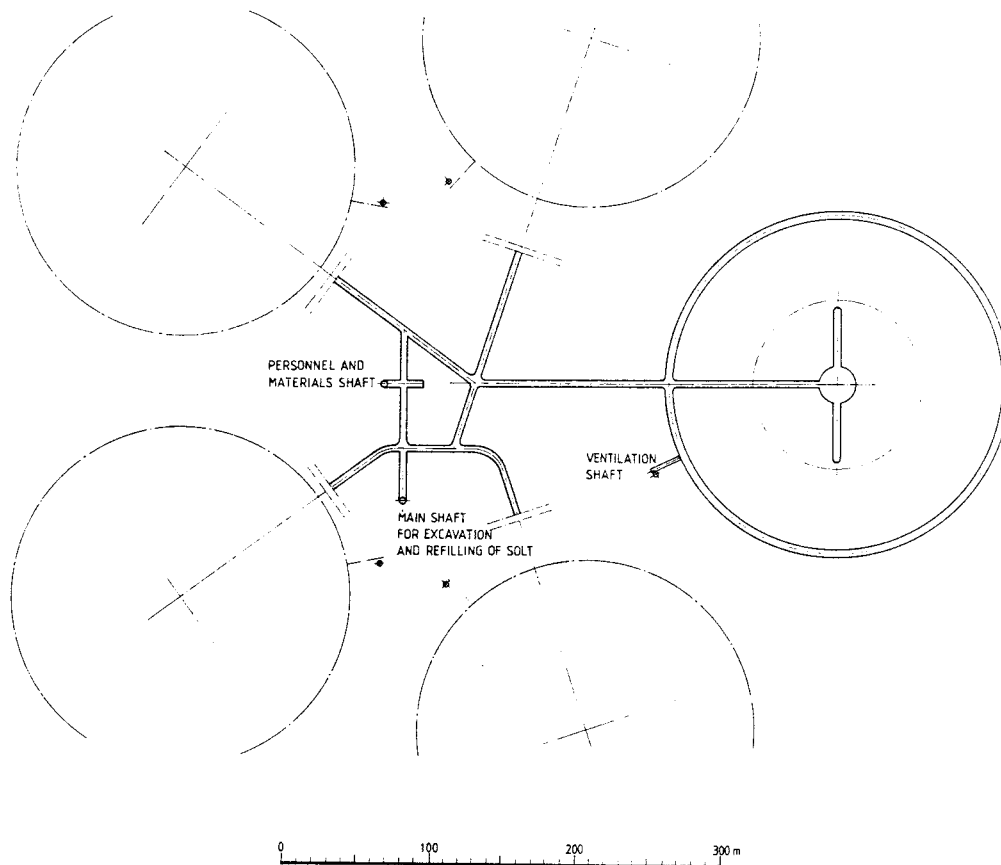 PERSONNEL AND
MATERIALS SHAFT
VENTILATION
SHAFT
MAIN SHAFT
FOR EXCAVATION
AND REFILLING OF SOLT
0 100 200 300 m